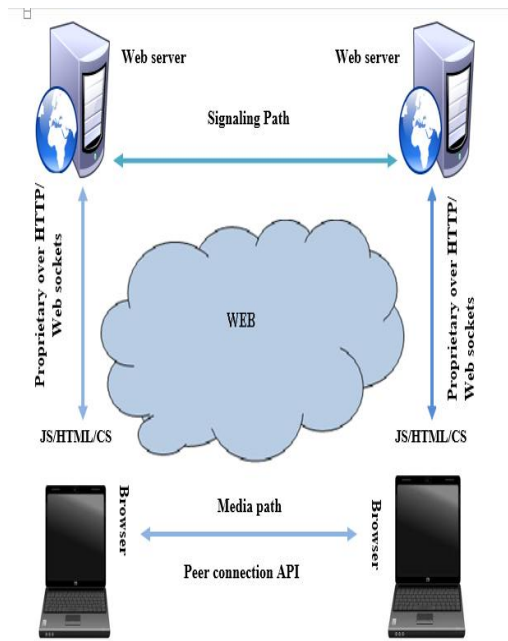 Web server
Web server
Signaling Path
Proprietary over HTTP/
Web sockets
WEB
Proprietary over HTTP/
Web sockets
JS/HTML/CS
JS/HTML/CS
Browser
Media path
Browser
Peer connection API